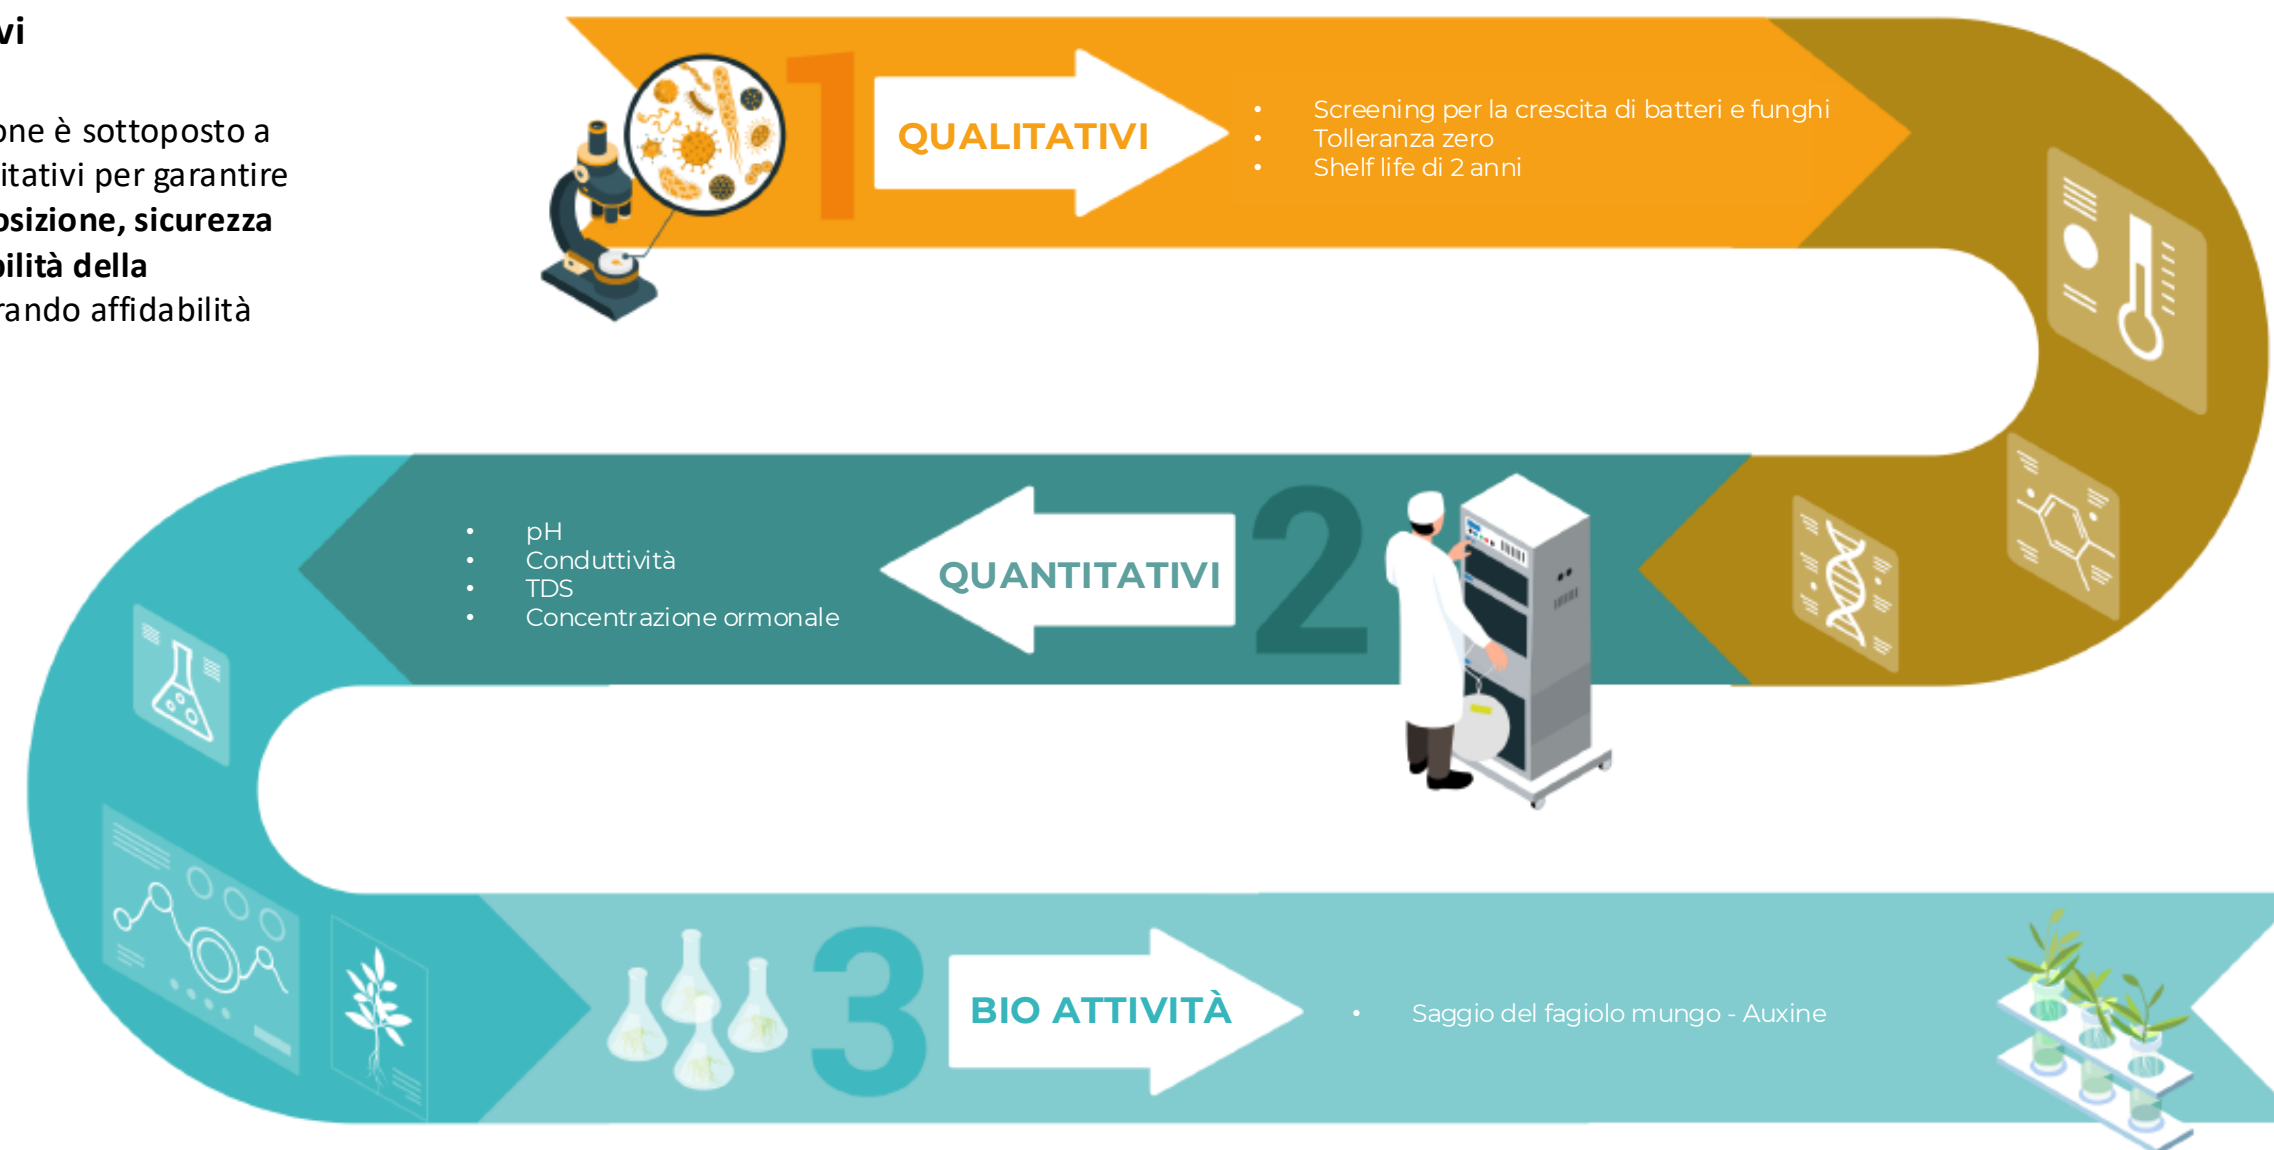 vi
one è sottoposto a
itativi per garantire
osizione, sicurezza
bilità della
rando affidabilità
1
QUALITATIVI
• Screening per la crescita di batteri e funghi
• Tolleranza zero
• Shelf life di 2 anni
• pH
• Conduttività
• TDS
• Concentrazione ormonale
QUANTITATIVI
2
3
BIO ATTIVITÀ
• Saggio del fagiolo mungo - Auxine